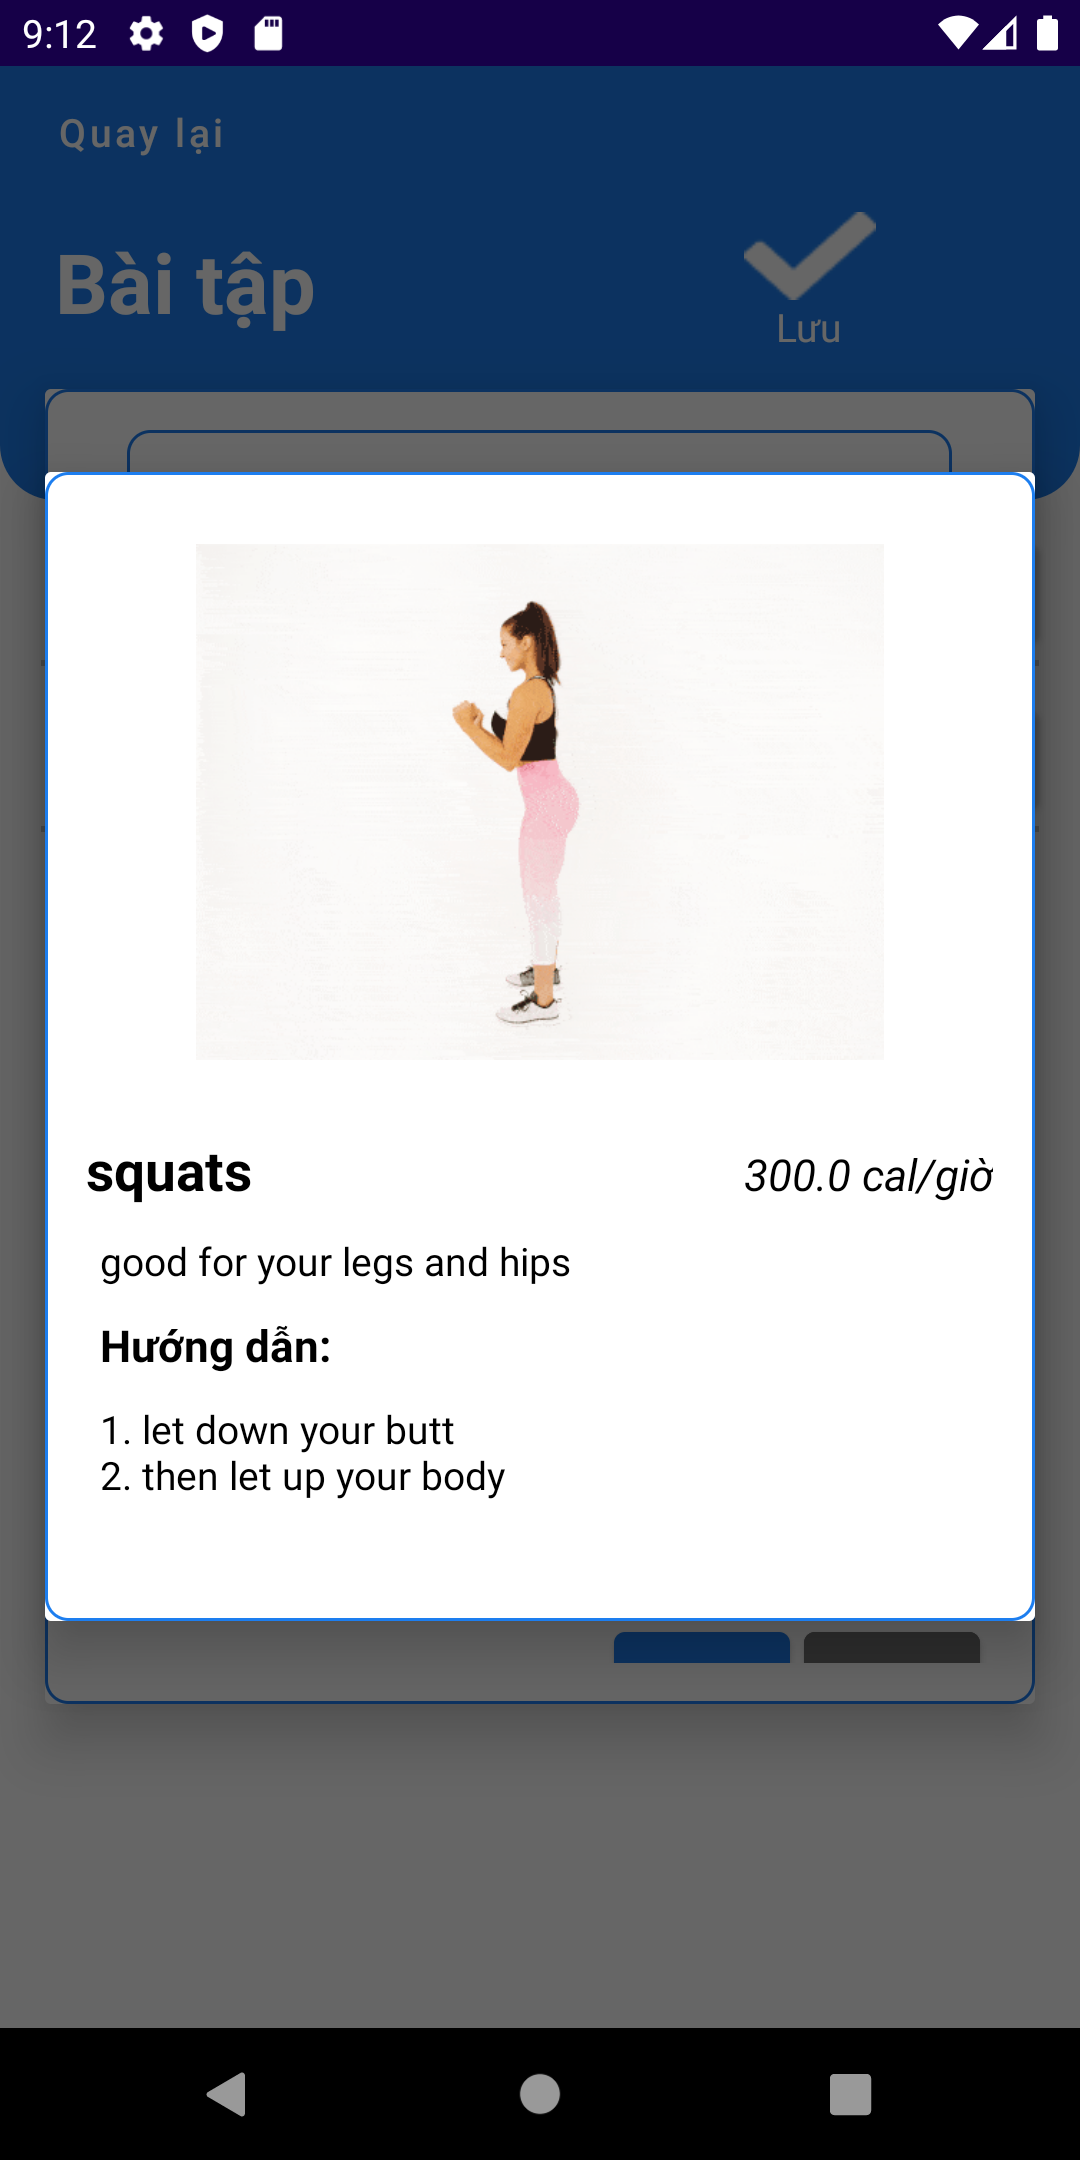 9:12
Quay lại
Bài tập
Lưu
squats
300.0 cal/giờ
good for your legs and hips
Hướng dẫn:
1. let down your butt
2. then let up your body